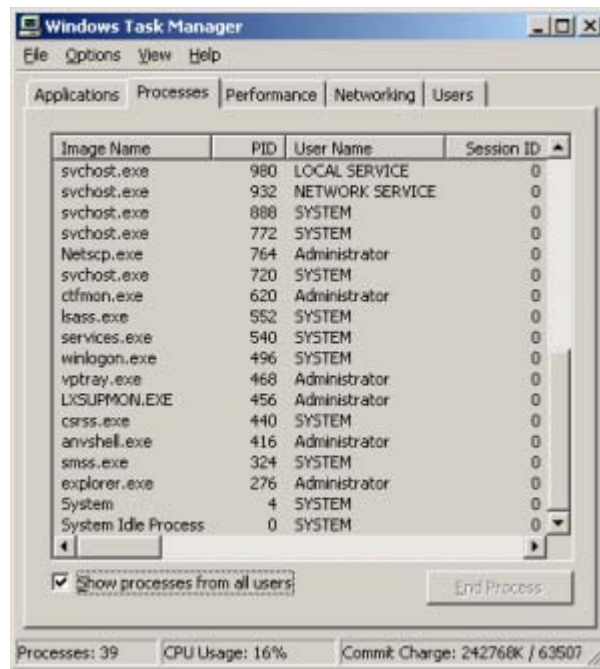 Windows Task Manager
File Options View Help
Applications Processes Performance Networking Users
Image Name PID User Name Session ID
svchost.exe 980 LOCAL SERVICE 0
svchost.exe 932 NETWORK SERVICE 0
svchost.exe 888 SYSTEM 0
svchost.exe 772 SYSTEM 0
Netscp.exe 764 Administrator 0
svchost.exe 720 SYSTEM 0
ctfmon.exe 620 Administrator 0
lsass.exe 552 SYSTEM 0
services.exe 540 SYSTEM 0
winlogon.exe 496 SYSTEM 0
vptray.exe 468 Administrator 0
LXSUPMON.EXE 456 Administrator 0
csrss.exe 440 SYSTEM 0
anvshell.exe 416 Administrator 0
smss.exe 324 SYSTEM 0
explorer.exe 276 Administrator 0
System 4 SYSTEM 0
System Idle Process 0 SYSTEM 0
Show processes from all users End Process
Processes: 39 CPU Usage: 16% Commit Charge: 242768K / 63507